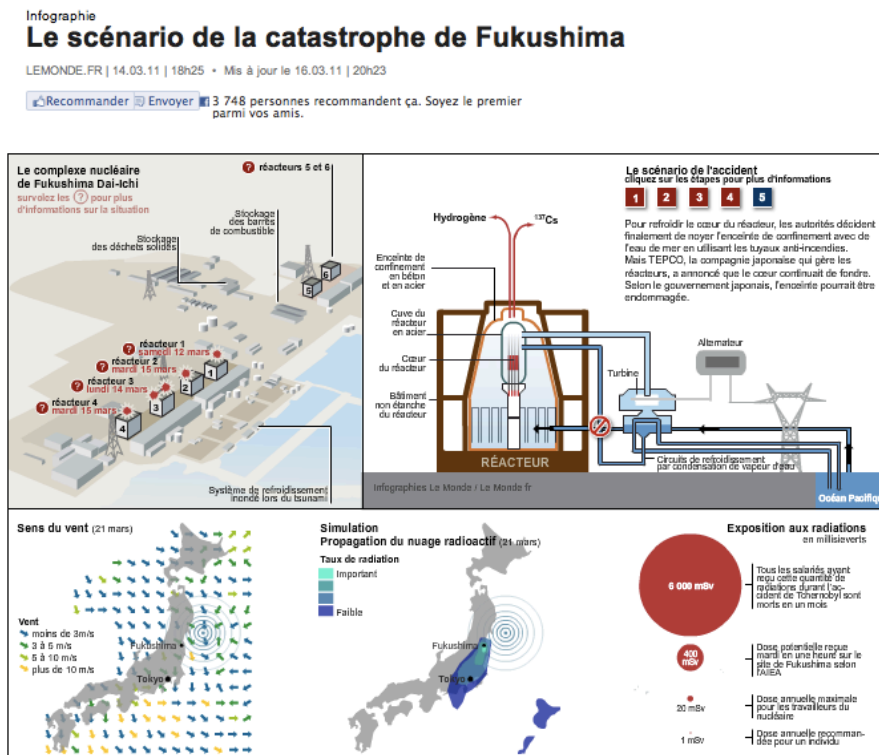 Infographie
Le scénario de la catastrophe de Fukushima
LEMONDE.FR | 14.03.11 | 18h25 • Mis à jour le 16.03.11 | 20h23
Recommander
Envoyer
3 748 personnes recommandent ça. Soyez le premier
parmi vos amis.
Le complexe nucléaire
de Fukushima Dai-Ichi
survolez les ? pour plus
d'informations sur la situation
? réacteurs 5 et 6
Stockage
des barres
de combustible
Stockage
des déchets solides
6
5
? réacteur 1
samedi 12 mars
? réacteur 2
mardi 15 mars
? réacteur 3
lundi 14 mars
? réacteur 4
mardi 15 mars
1
2
3
4
Système de refroidissement
inondé lors du tsunami
Le scénario de l'accident
cliquez sur les étapes pour plus d'informations
1 2 3 4 5
Pour refroidir le cœur du réacteur, les autorités décident
finalement de noyer l'enceinte de confinement avec de
l'eau de mer en utilisant les tuyaux anti-incendies.
Mais TEPCO, la compagnie japonaise qui gère les
réacteurs, a annoncé que le cœur continuait de fondre.
Selon le gouvernement japonais, l'enceinte pourrait être
endommagée.
Hydrogène
137Cs
Enceinte de
confinement
en béton
et en acier
Cuve du
réacteur
en acier
Cœur
du réacteur
Bâtiment
non étanche
du réacteur
RÉACTEUR
Alternateur
Turbine
Circuits de refroidissement
par condensation de vapeur d'eau
Océan Pacifiqu
Infographies Le Monde / Le Monde fr
Sens du vent (21 mars)
Vent
moins de 3m/s
3 à 5 m/s
5 à 10 m/s
plus de 10 m/s
Fukushima
Tokyo
Simulation
Propagation du nuage radioactif (21 mars)
Taux de radiation
Important
Faible
Fukushima
Tokyo
Exposition aux radiations
en millisieverts
6 000 mSv
Tous les salariés ayant
reçu cette quantité de
radiations durant l'ac-
cident de Tchernobyl sont
morts en un mois
400
mSv
Dose potentielle reçue
mardi en une heure sur le
site de Fukushima selon
l'AIEA
20 mSv
Dose annuelle maximale
pour les travailleurs du
nucléaire
1 mSv
Dose annuelle recomman-
dée pour un individu